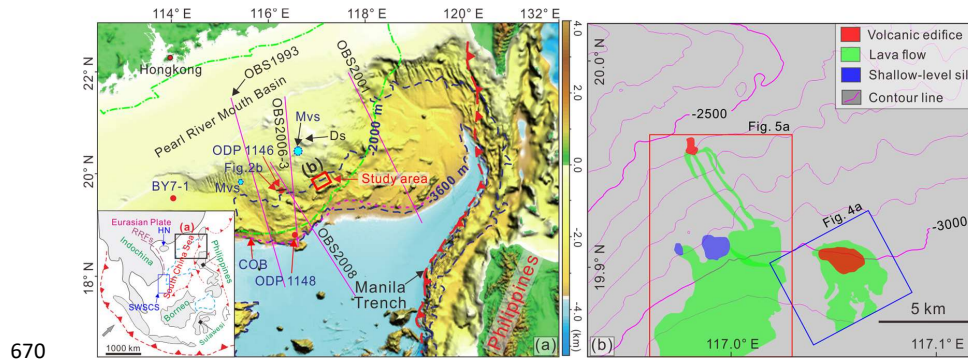 114°E
116°E
118°E
120°E
132°E
4.0
2.0
0.0
-2.0
-4.0 (km)
22°N
20°N
18°N
Hongkong
Pearl River Mouth Basin
OBS1993
OBS2006-3
OBS2001
2000 m
Mvs
Ds
ODP 1146
Fig.2b
(b)
Study area
BY7-1
Mvs
3600 m
COB
ODP 1148
OBS2008
Manila
Trench
Philippines
(a)
Eurasian Plate
HN
(a)
RRFs
Indochina
South China Sea
Philippines
SWSCS
Borneo
Sulawesi
1000 km
20.0°N
19.9°N
117.0°E
117.1°E
-2500
Fig. 5a
Fig. 4a
-3000
5 km
(b)
Volcanic edifice
Lava flow
Shallow-level sill
Contour line
670